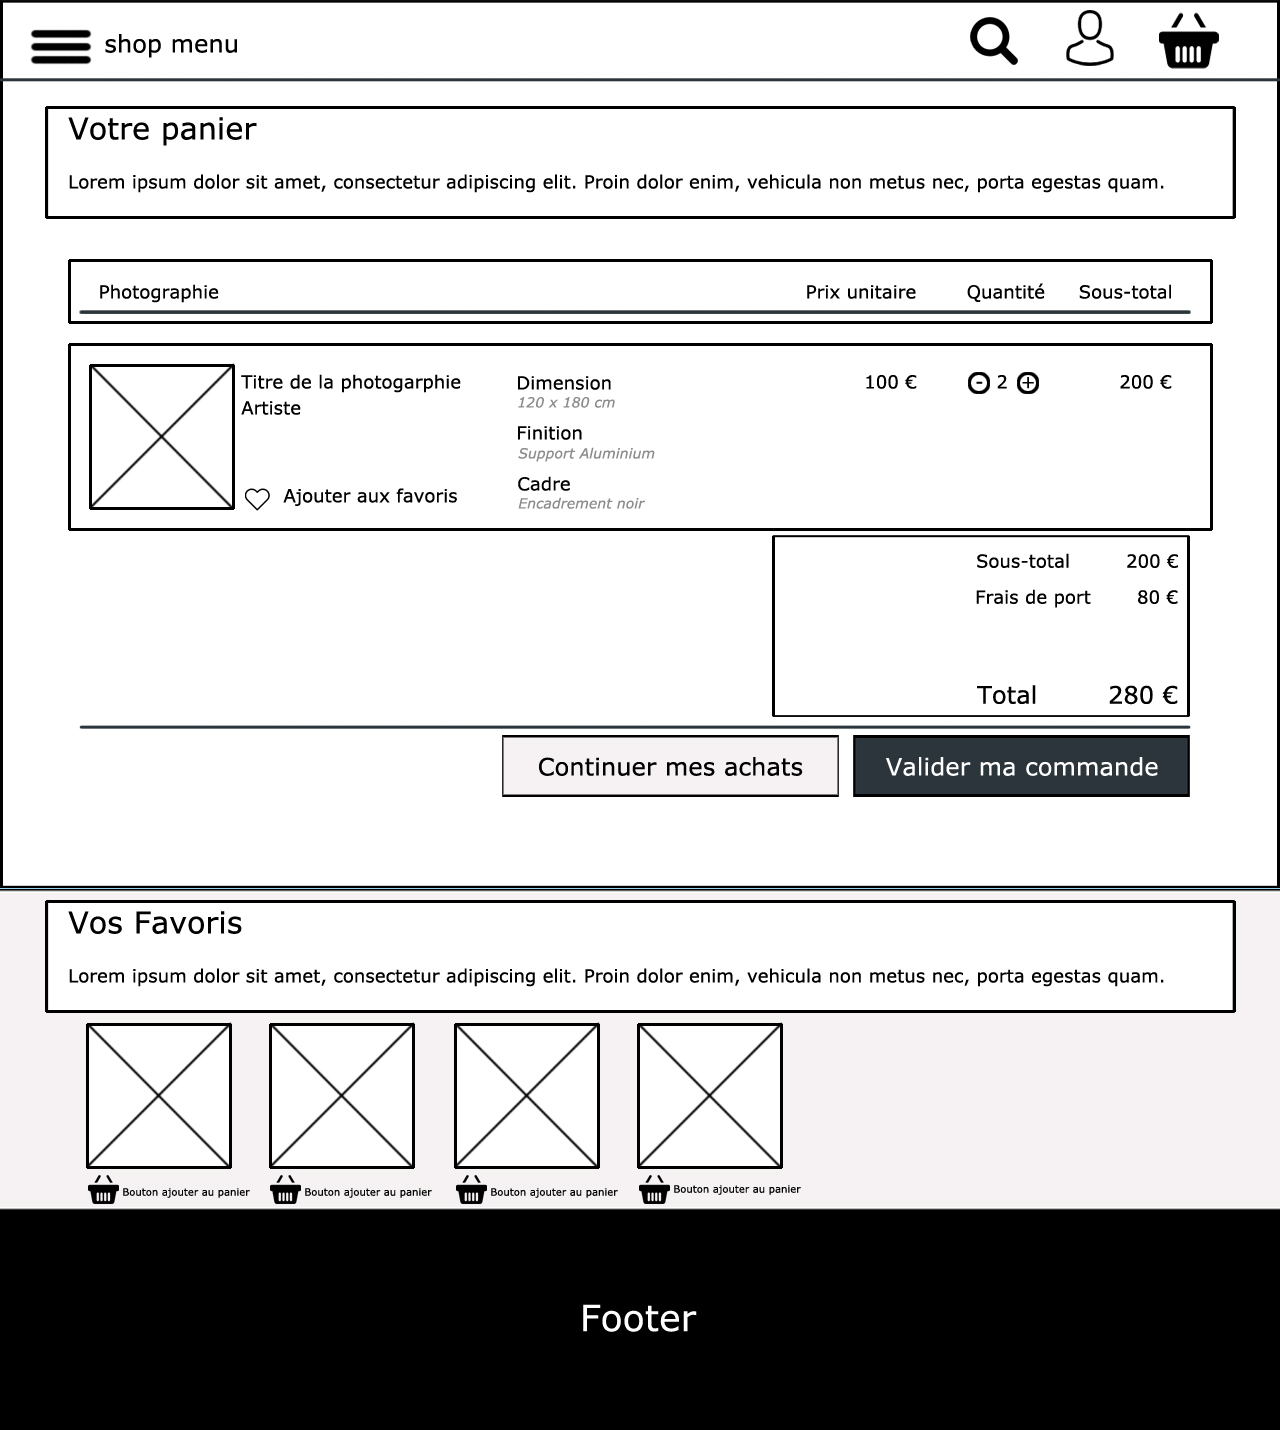 shop menu
Votre panier
Lorem ipsum dolor sit amet, consectetur adipiscing elit. Proin dolor enim, vehicula non metus nec, porta egestas quam.
Photographie Prix unitaire Quantité Sous-total
Titre de la photogarphie
Artiste
Ajouter aux favoris
Dimension
120 x 180 cm
Finition
Support Aluminium
Cadre
Encadrement noir
100 € - 2 + 200 €
Sous-total 200 €
Frais de port 80 €
Total 280 €
Continuer mes achats
Valider ma commande
Vos Favoris
Lorem ipsum dolor sit amet, consectetur adipiscing elit. Proin dolor enim, vehicula non metus nec, porta egestas quam.
Bouton ajouter au panier
Bouton ajouter au panier
Bouton ajouter au panier
Bouton ajouter au panier
Footer